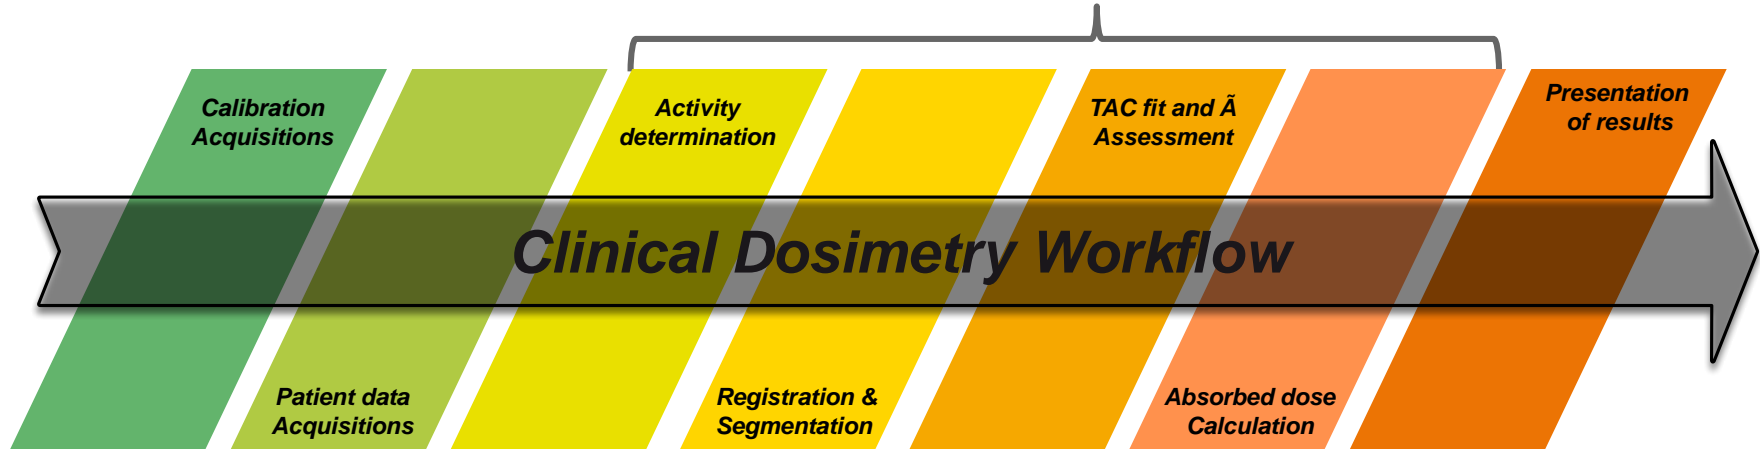 Calibration
Acquisitions
Patient data
Acquisitions
Activity
determination
Registration &
Segmentation
TAC fit and Ã
Assessment
Absorbed dose
Calculation
Presentation
of results
Clinical Dosimetry Workflow